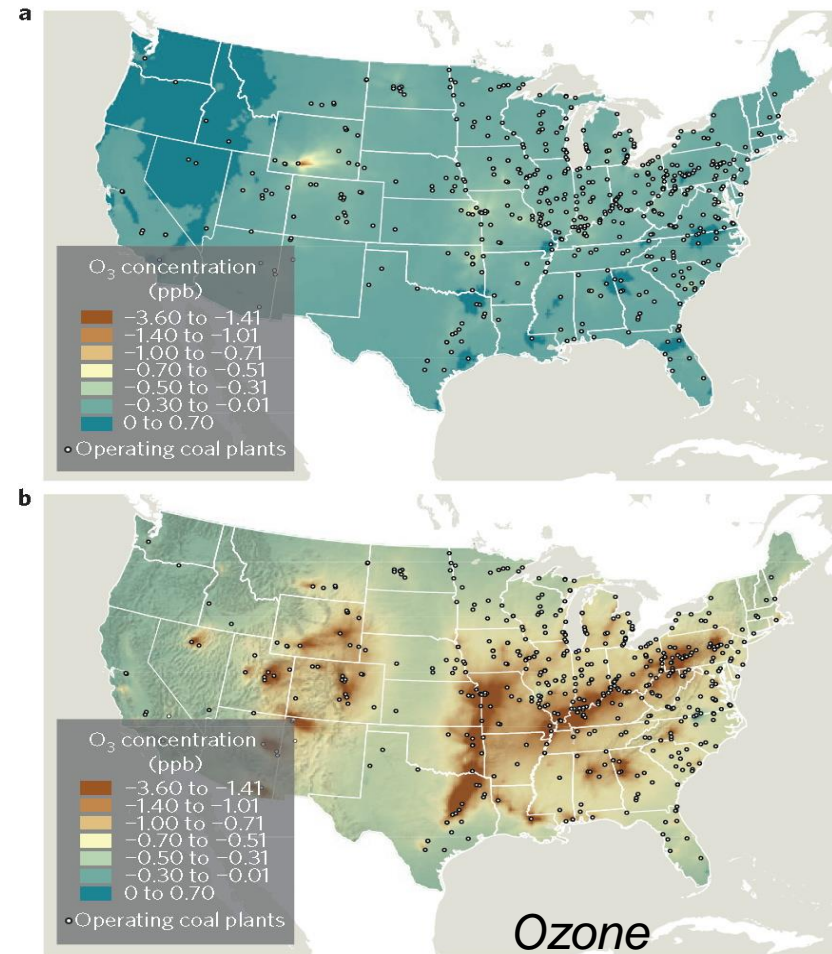 a
O₃ concentration
(ppb)
−3.60 to −1.41
−1.40 to −1.01
−1.00 to −0.71
−0.70 to −0.51
−0.50 to −0.31
−0.30 to −0.01
0 to 0.70
Operating coal plants
b
O₃ concentration
(ppb)
−3.60 to −1.41
−1.40 to −1.01
−1.00 to −0.71
−0.70 to −0.51
−0.50 to −0.31
−0.30 to −0.01
0 to 0.70
Operating coal plants
Ozone